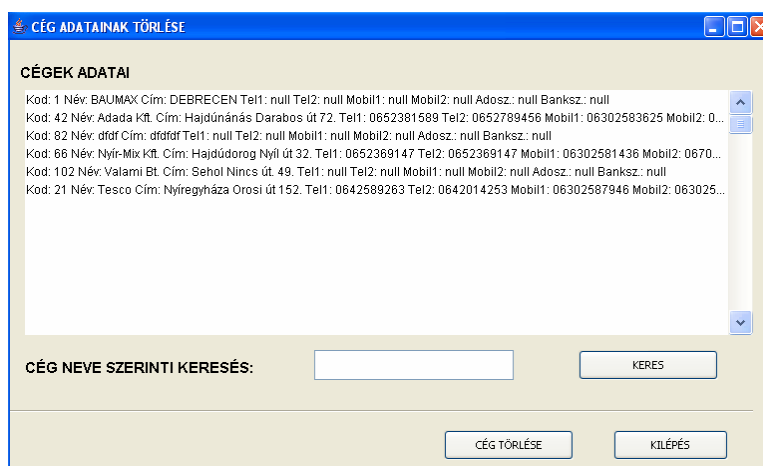 CÉG ADATAINAK TÖRLÉSE
CÉGEK ADATAI
Kod: 1 Név: BAUMAX Cím: DEBRECEN Tel1: null Tel2: null Mobil1: null Mobil2: null Adosz.: null Banksz.: null
Kod: 42 Név: Adada Kft. Cím: Hajdúnánás Darabos út 72. Tel1: 0652381589 Tel2: 0652789456 Mobil1: 06302583625 Mobil2: 0...
Kod: 82 Név: dfdf Cím: dfdfdf Tel1: null Tel2: null Mobil1: null Mobil2: null Adosz.: null Banksz.: null
Kod: 66 Név: Nyír-Mix Kft. Cím: Hajdúdorog Nyíl út 32. Tel1: 0652369147 Tel2: 0652369147 Mobil1: 06302581436 Mobil2: 0670...
Kod: 102 Név: Valami Bt. Cím: Sehol Nincs út. 49. Tel1: null Tel2: null Mobil1: null Mobil2: null Adosz.: null Banksz.: null
Kod: 21 Név: Tesco Cím: Nyíregyháza Orosi út 152. Tel1: 0642589263 Tel2: 0642014253 Mobil1: 06302587946 Mobil2: 063025...
CÉG NEVE SZERINTI KERESÉS:
KERES
CÉG TÖRLÉSE
KILÉPÉS